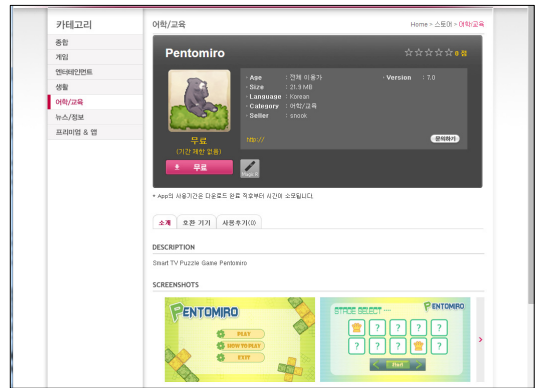 카테고리
종합
게임
엔터테인먼트
생활
어학/교육
뉴스/정보
프리미엄 & 앱
어학/교육
Home > 스토어 > 어학/교육
Pentomiro
☆☆☆☆☆ 0 점
· Age : 전체 이용가
· Version : 7.0
· Size : 21.9 MB
· Language : Korean
· Category : 어학/교육
· Seller : snook
무료
(기간 제한 없음)
http://
문의하기
무료
* App의 사용기간은 다운로드 완료 직후부터 시간이 소모됩니다.
소개
호환 기기
사용후기(0)
DESCRIPTION
Smart TV Puzzle Game Pentomiro
SCREENSHOTS
PENTOMIRO
PLAY
HOW TO PLAY
EXIT
STAGE SELECT ····
PENTOMIRO
? ? ? ?
? ? ? ?